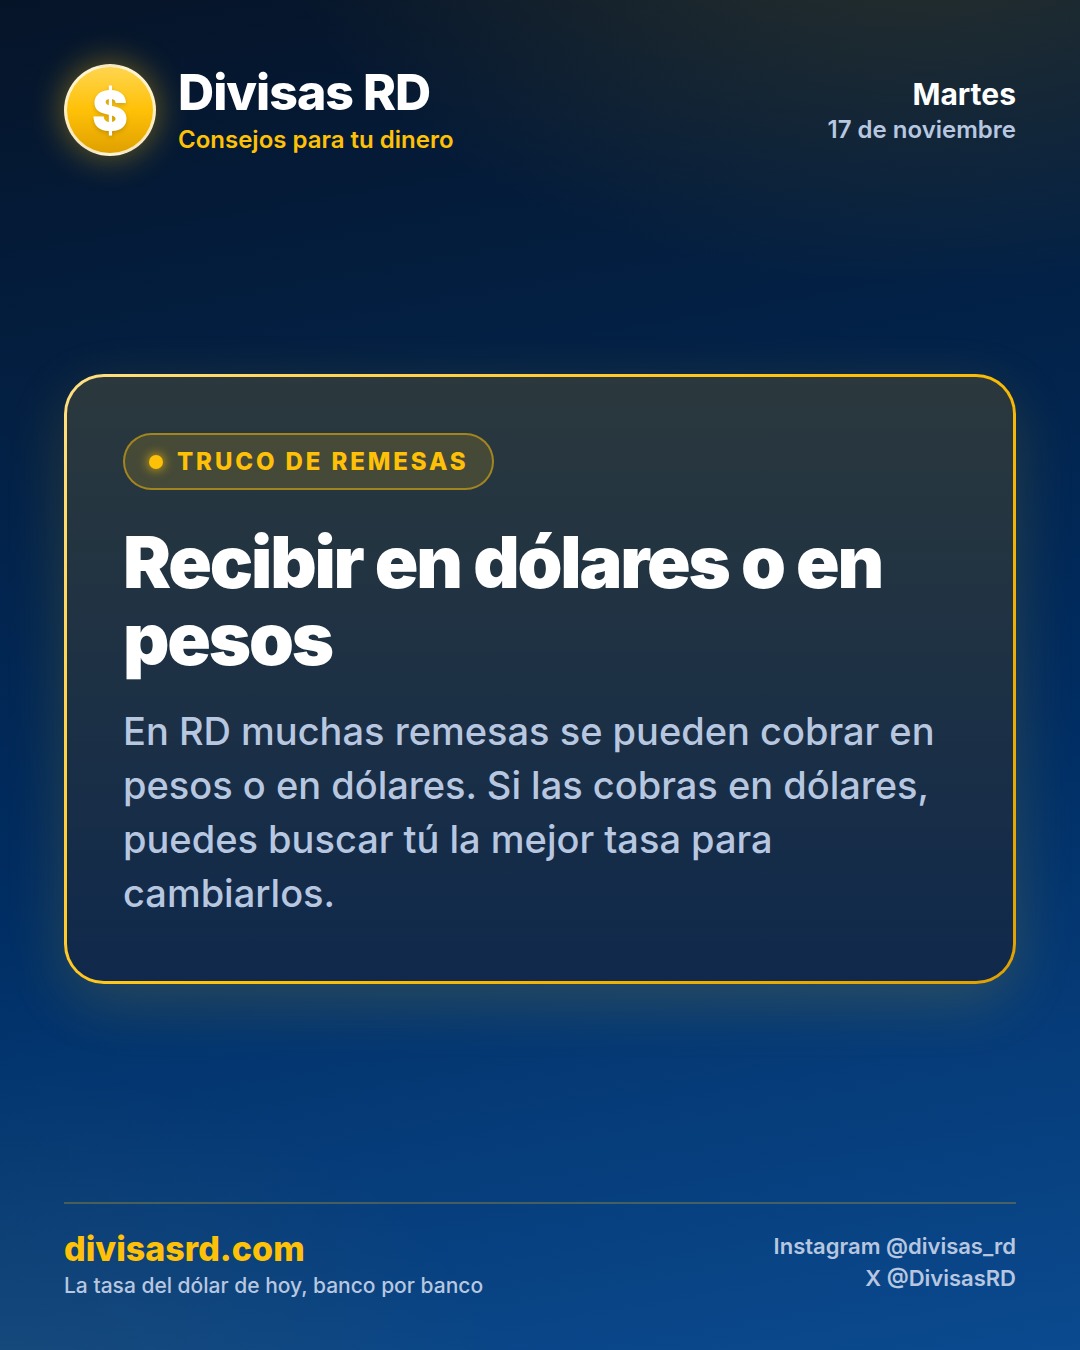 $
Divisas RD
Consejos para tu dinero
Martes
17 de noviembre
TRUCO DE REMESAS
Recibir en dólares o en
pesos
En RD muchas remesas se pueden cobrar en
pesos o en dólares. Si las cobras en dólares,
puedes buscar tú la mejor tasa para
cambiarlos.
divisasrd.com
La tasa del dólar de hoy, banco por banco
Instagram @divisas_rd
X @DivisasRD